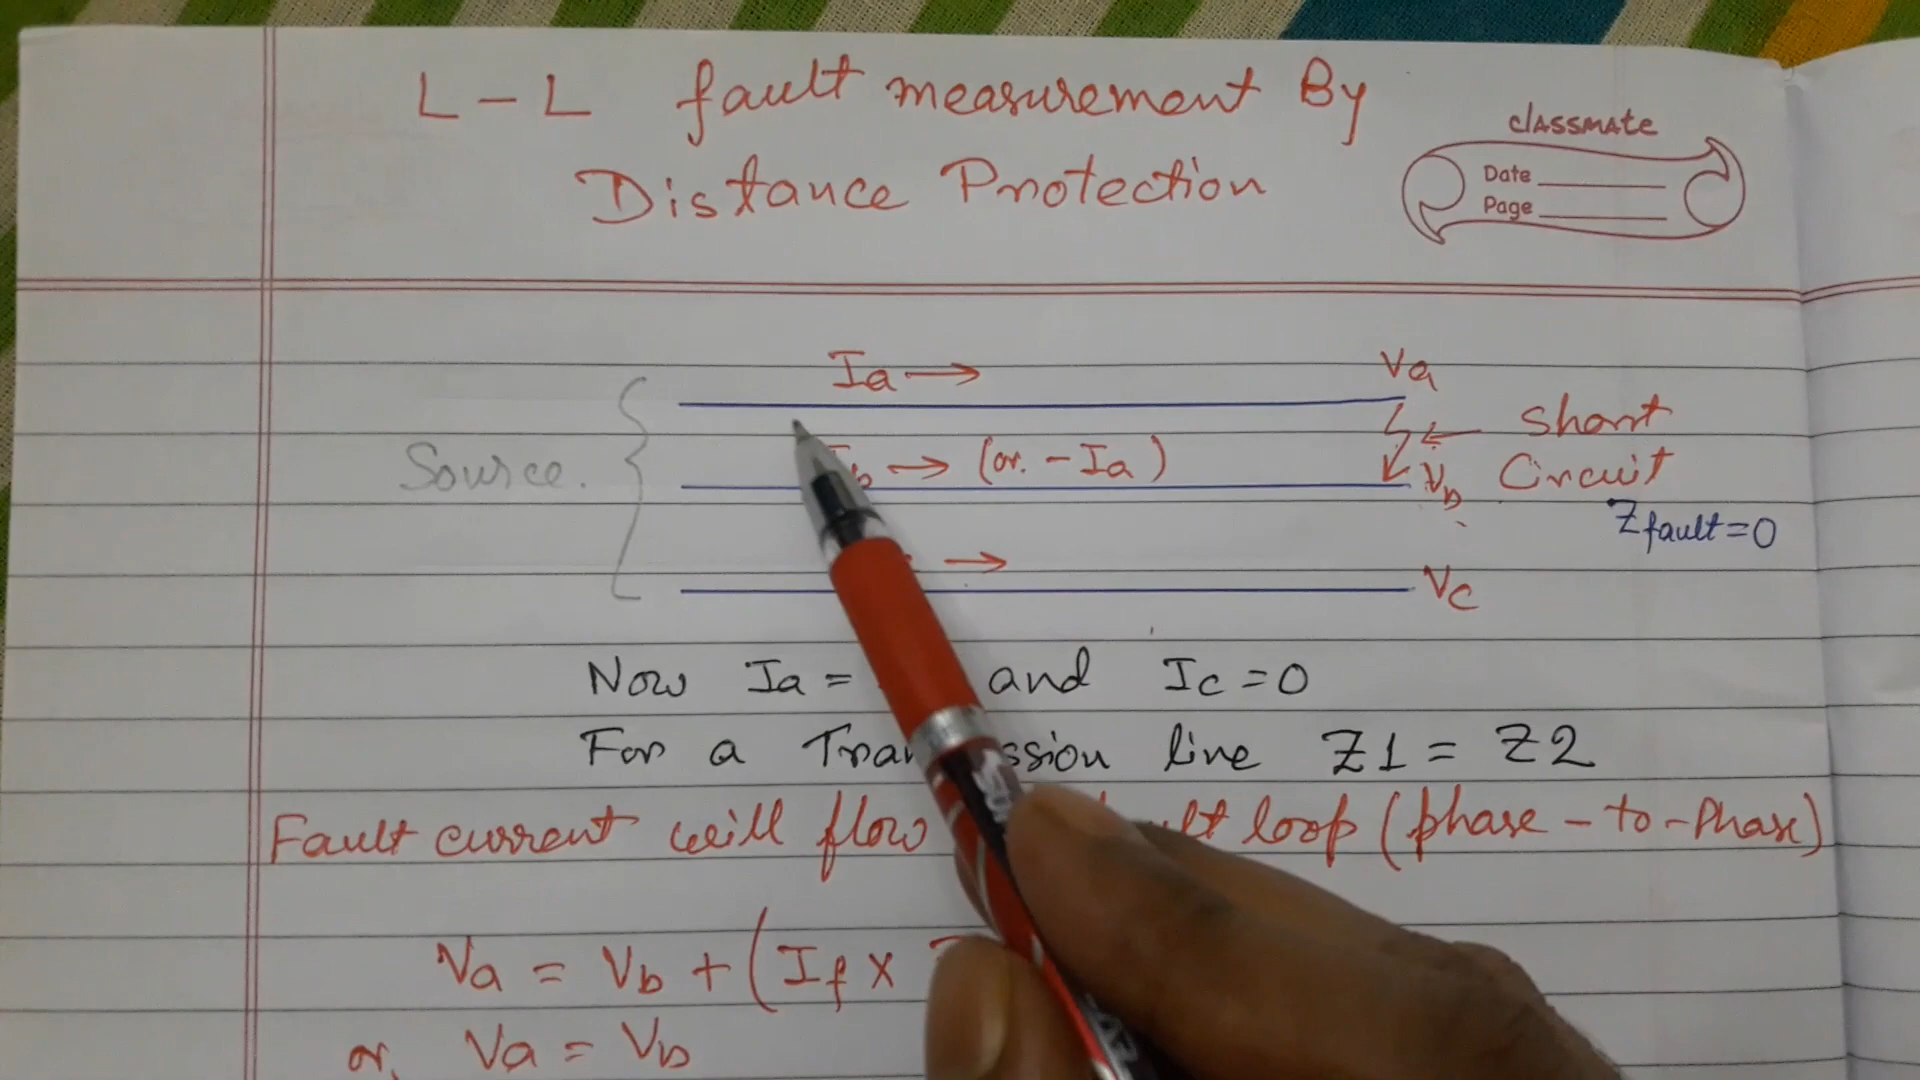 L - L fault measurement By
Distance Protection
classmate
Date
Page
Ia → Va
Source. → (or. - Ia) Vb Short
Circuit
Zfault = 0
→ Vc
Now Ia = and Ic = 0
For a line Z1 = Z2
Fault current will flow loop (phase - to - Phase)
Va = Vb + (If x
or, Va = Vb